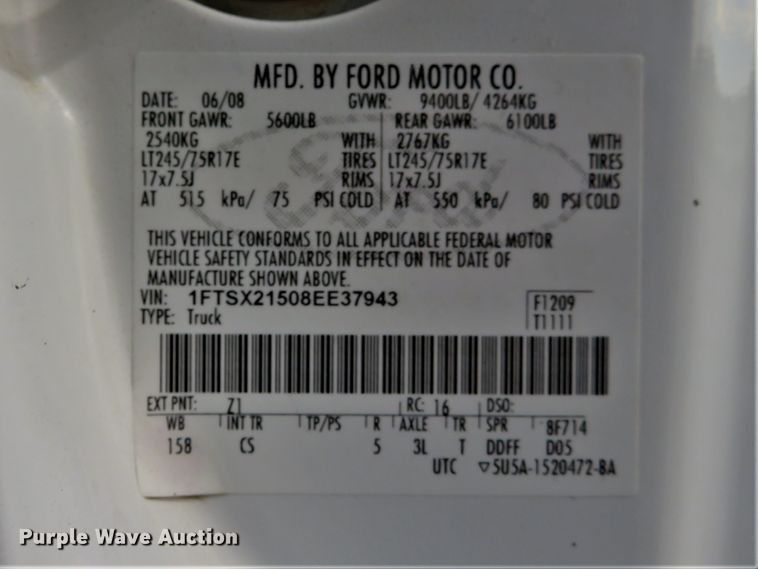 MFD. BY FORD MOTOR CO.
DATE: 06/08 GVWR: 9400LB/ 4264KG
FRONT GAWR: 5600LB REAR GAWR: 6100LB
2540KG WITH 2767KG WITH
LT245/75R17E TIRES LT245/75R17E TIRES
17x7.5J RIMS 17x7.5J RIMS
AT 515 kPa/ 75 PSI COLD AT 550 kPa/ 80 PSI COLD
THIS VEHICLE CONFORMS TO ALL APPLICABLE FEDERAL MOTOR
VEHICLE SAFETY STANDARDS IN EFFECT ON THE DATE OF
MANUFACTURE SHOWN ABOVE.
VIN: 1FTSX21508EE37943 F1209
TYPE: Truck T1111
EXT PNT: Z1 RC: 16 DSO:
WB INT TR TP/PS R AXLE TR SPR 8F714
158 CS 5 3L T DDFF D05
UTC ▽5U5A-1520472-BA
Purple Wave Auction